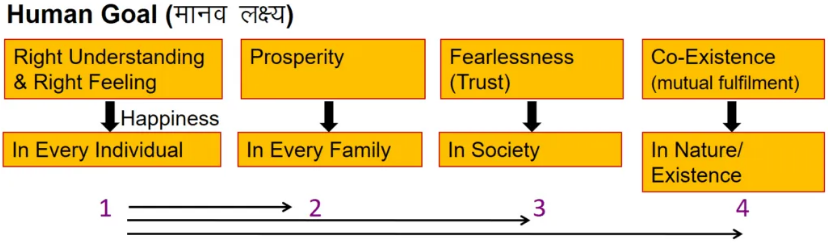 Human Goal (मानव लक्ष्य)
Right Understanding
& Right Feeling
Prosperity
Fearlessness
(Trust)
Co-Existence
(mutual fulfilment)
Happiness
In Every Individual
In Every Family
In Society
In Nature/
Existence
1 2 3 4